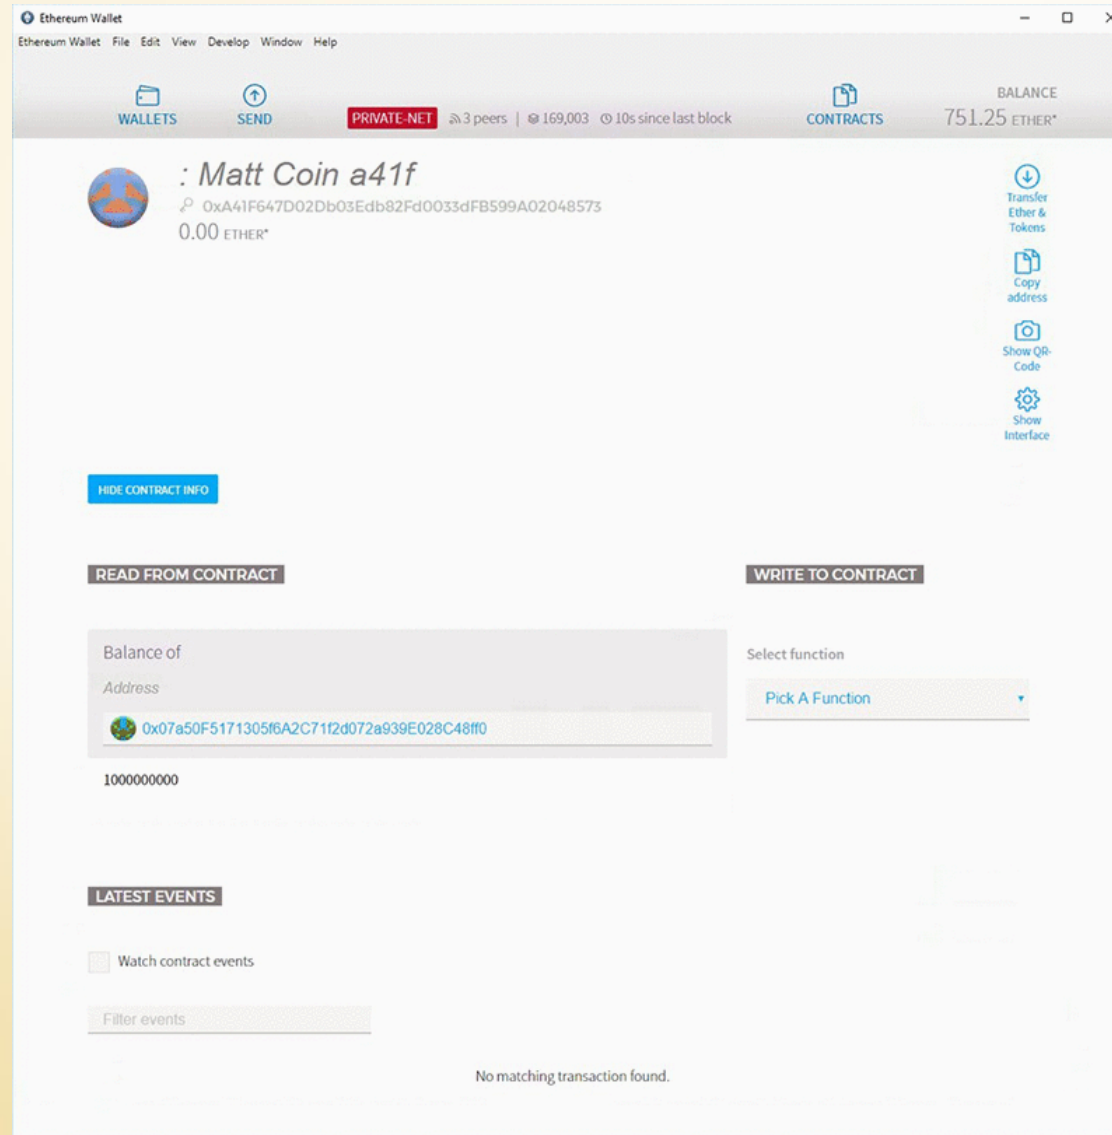 Ethereum Wallet
Ethereum Wallet File Edit View Develop Window Help
WALLETS
SEND
PRIVATE-NET 3 peers | 169,003 10s since last block
CONTRACTS
BALANCE
751.25 ETHER*
: Matt Coin a41f
0xA41F647D02Db03Edb82Fd0033dFB599A02048573
0.00 ETHER*
Transfer
Ether &
Tokens
Copy
address
Show QR-
Code
Show
Interface
HIDE CONTRACT INFO
READ FROM CONTRACT
Balance of
Address
0x07a50F5171305f6A2C71f2d072a939E028C48ff0
1000000000
WRITE TO CONTRACT
Select function
Pick A Function
LATEST EVENTS
Watch contract events
Filter events
No matching transaction found.